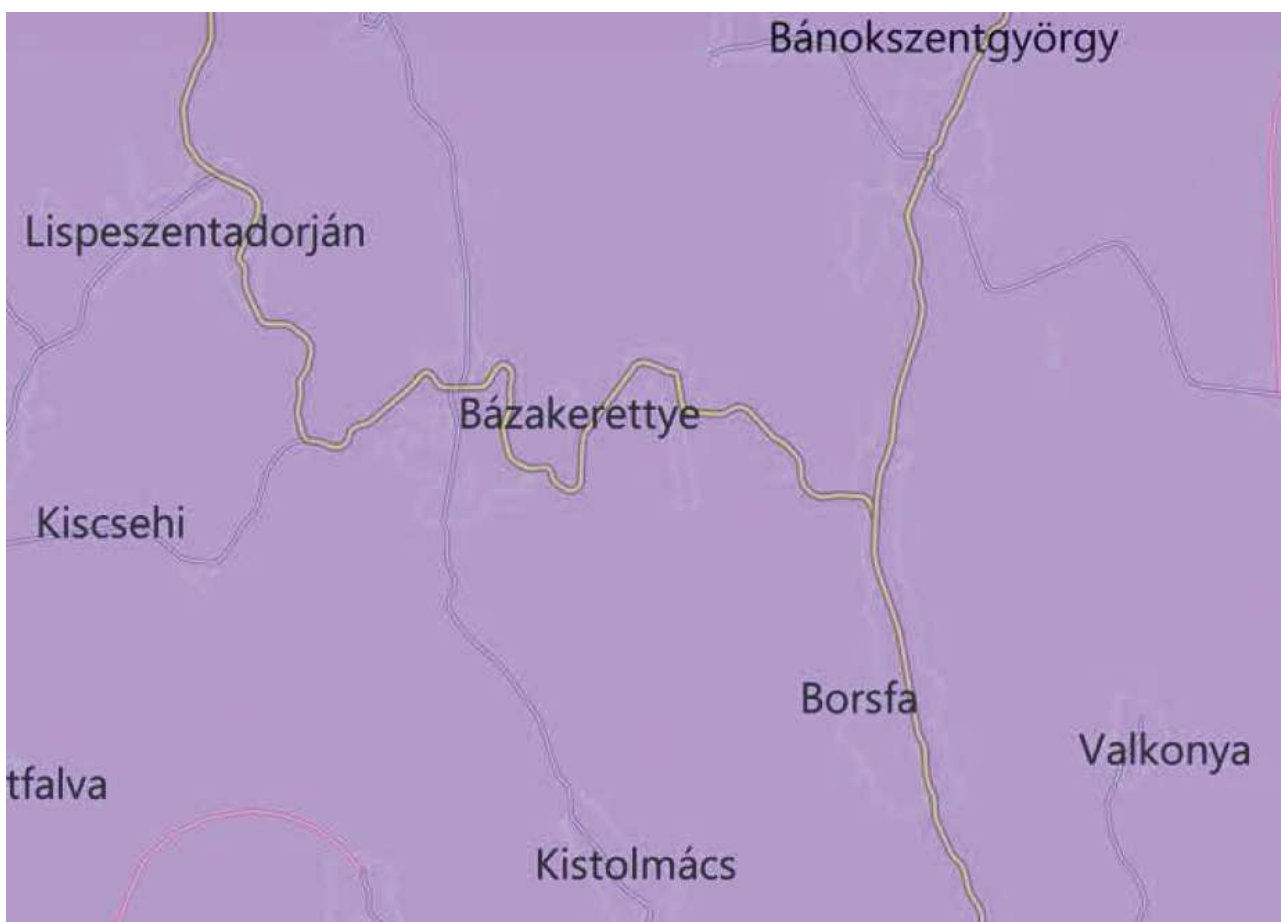 Bánokszentgyörgy
Lispeszentadorján
Bázakerettye
Kiscsehi
Borsfa
Valkonya
tfalva
Kistolmács